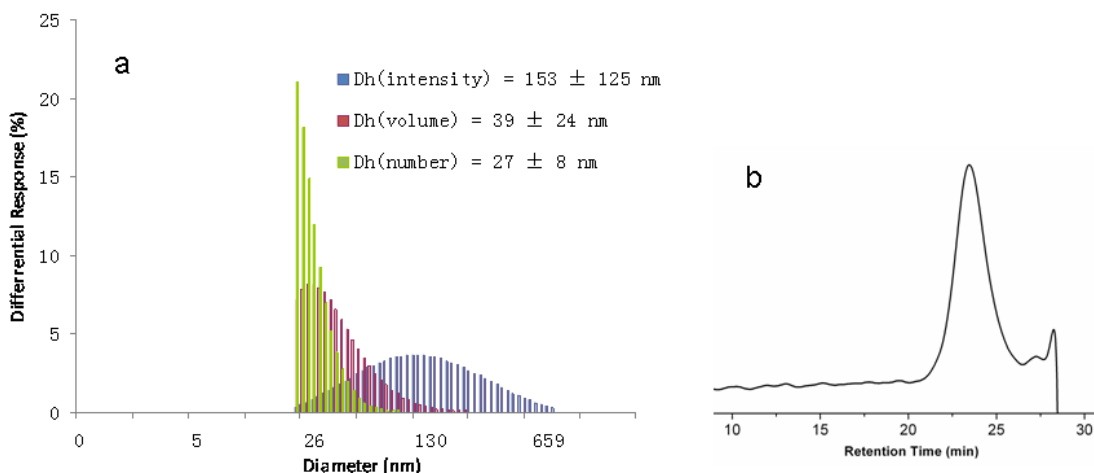 a
25
20
15
10
5
0
Differrential Response (%)
Dh(intensity) = 153 ± 125 nm
Dh(volume) = 39 ± 24 nm
Dh(number) = 27 ± 8 nm
0 5 26 130 659
Diameter (nm)
b
10 15 20 25 30
Retention Time (min)